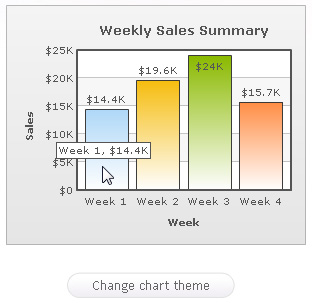 Weekly Sales Summary
$25K
$20K
$15K
$10K
$5K
$0
Sales
$14.4K
$19.6K
$24K
$15.7K
Week 1, $14.4K
Week 1 Week 2 Week 3 Week 4
Week
Change chart theme